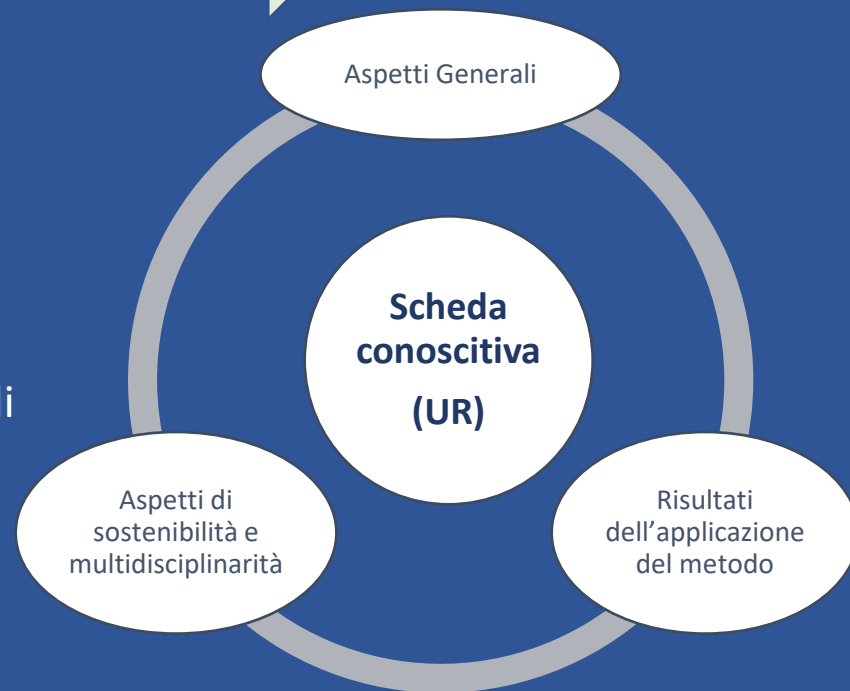 Aspetti Generali
Scheda
conoscitiva
(UR)
Aspetti di
sostenibilità e
multidisciplinarità
Risultati
dell’applicazione
del metodo